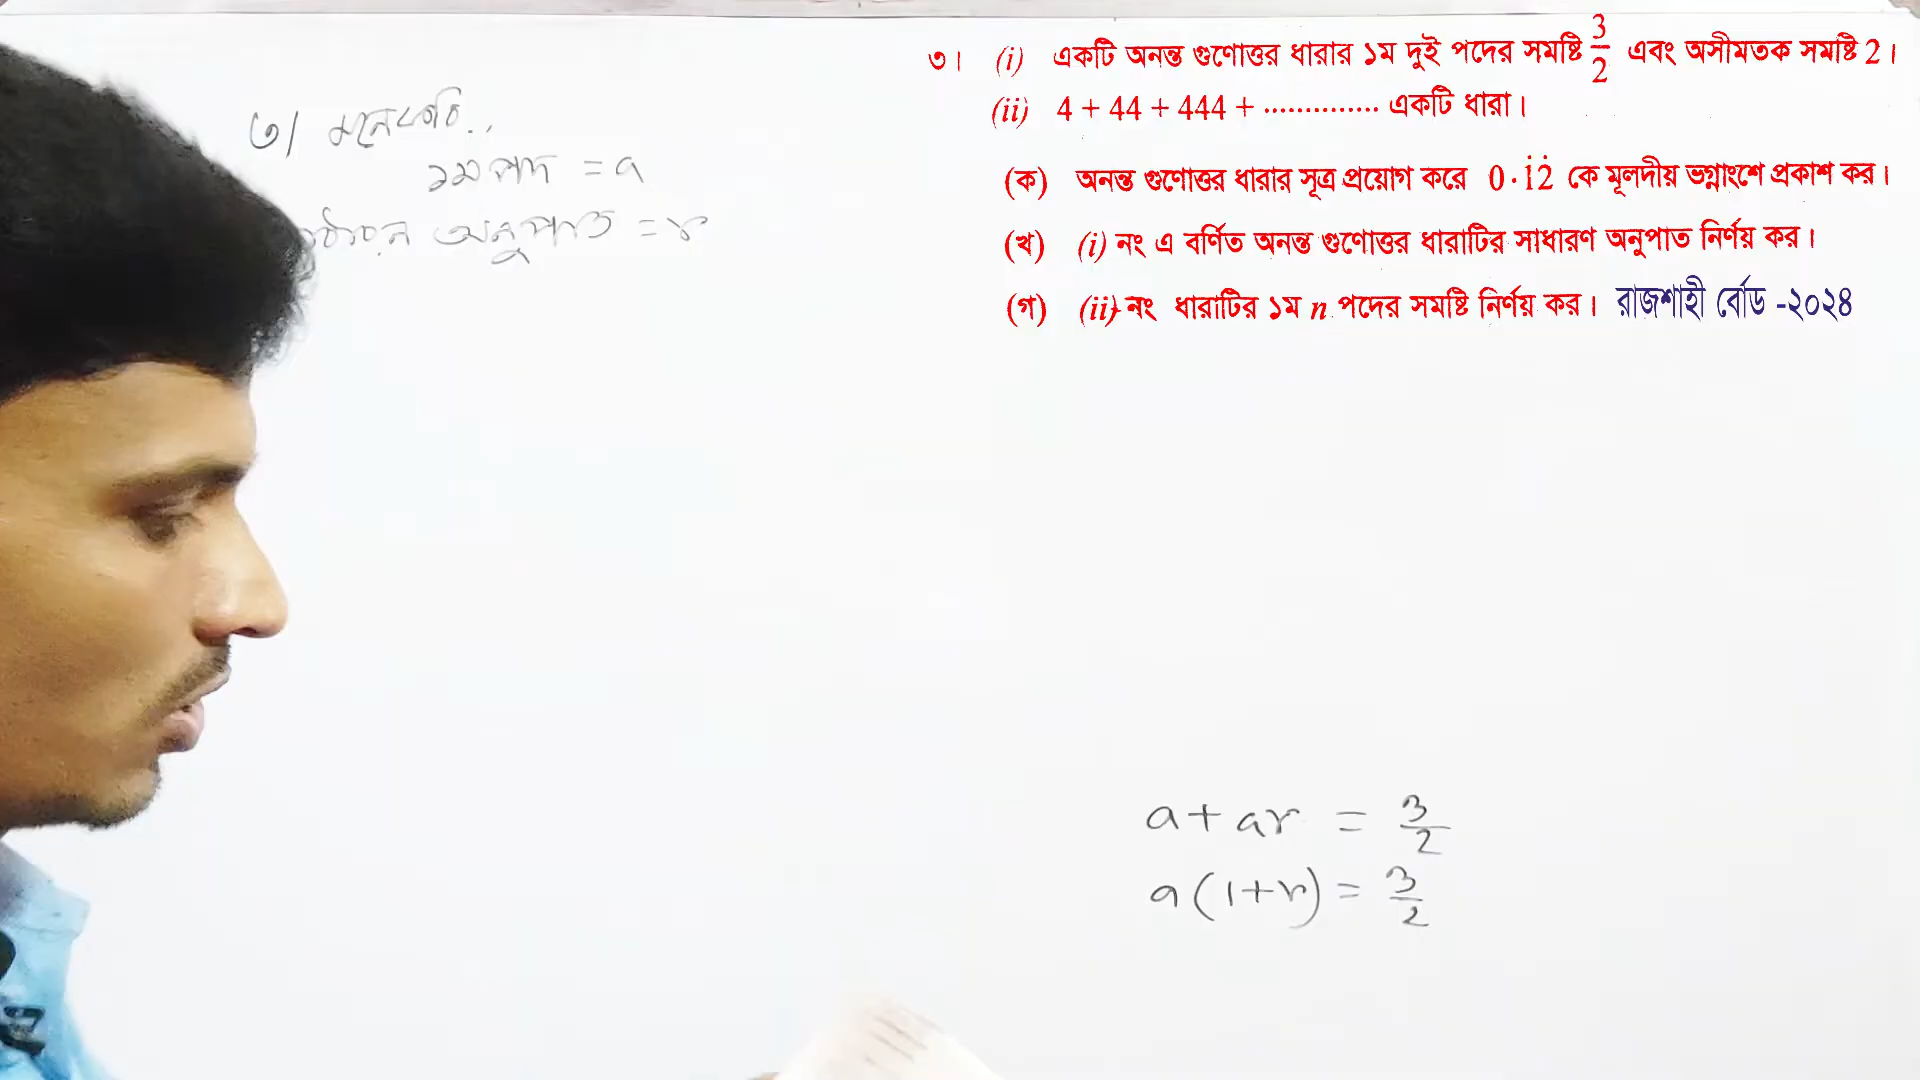 ৩। (i) একটি অনন্ত গুণোত্তর ধারার ১ম দুই পদের সমষ্টি 3/2 এবং অসীমতক সমষ্টি 2।
(ii) 4 + 44 + 444 + .............. একটি ধারা।
(ক) অনন্ত গুণোত্তর ধারার সূত্র প্রয়োগ করে 0·1̇2̇ কে মূলদীয় ভগ্নাংশে প্রকাশ কর।
(খ) (i) নং এ বর্ণিত অনন্ত গুণোত্তর ধারাটির সাধারণ অনুপাত নির্ণয় কর।
(গ) (ii) নং ধারাটির ১ম n পদের সমষ্টি নির্ণয় কর। রাজশাহী বোর্ড -২০২৪
৩। মনেকরি..
১ম পদ = a
অনুপাত = r
a + ar = 3/2
a(1+r) = 3/2